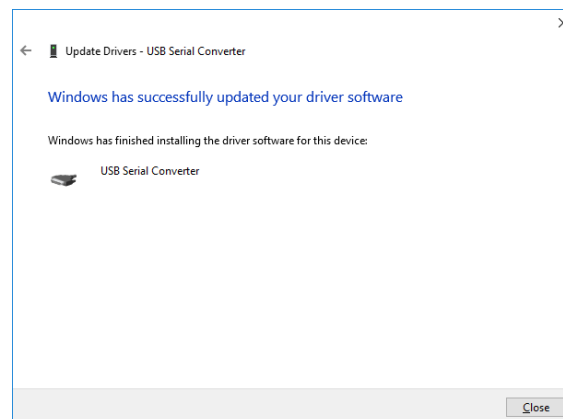 Update Drivers - USB Serial Converter
Windows has successfully updated your driver software
Windows has finished installing the driver software for this device:
USB Serial Converter
Close